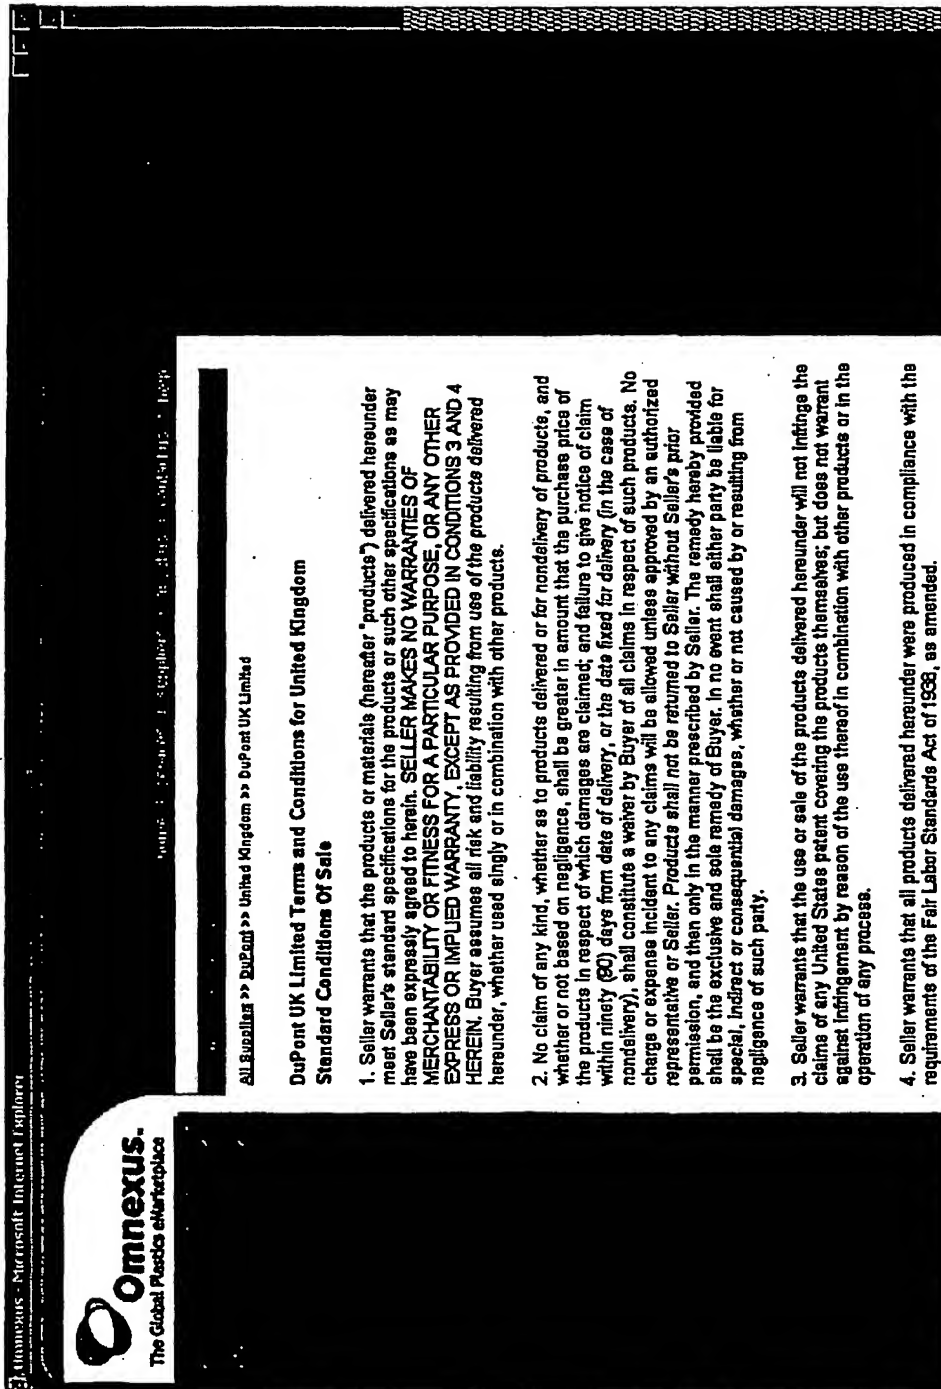 Omnexus - Microsoft Internet Explorer
Omnexus.
The Global Plastics eMarketplace
All Suppliers >> DuPont >> United Kingdom >> DuPont UK Limited
DuPont UK Limited Terms and Conditions for United Kingdom
Standard Conditions Of Sale
1. Seller warrants that the products or materials (hereafter "products") delivered hereunder
meet Seller's standard specifications for the products or such other specifications as may
have been expressly agreed to herein. SELLER MAKES NO WARRANTIES OF
MERCHANTABILITY OR FITNESS FOR A PARTICULAR PURPOSE, OR ANY OTHER
EXPRESS OR IMPLIED WARRANTY, EXCEPT AS PROVIDED IN CONDITIONS 3 AND 4
HEREIN. Buyer assumes all risk and liability resulting from use of the products delivered
hereunder, whether used singly or in combination with other products.
2. No claim of any kind, whether as to products delivered or for nondelivery of products, and
whether or not based on negligence, shall be greater in amount that the purchase price of
the products in respect of which damages are claimed; and failure to give notice of claim
within ninety (90) days from date of delivery, or the date fixed for delivery (in the case of
nondelivery), shall constitute a waiver by Buyer of all claims in respect of such products. No
charge or expense incident to any claims will be allowed unless approved by an authorized
representative or Seller. Products shall not be returned to Seller without Seller's prior
permission, and then only in the manner prescribed by Seller. The remedy hereby provided
shall be the exclusive and sole remedy of Buyer. In no event shall either party be liable for
special, indirect or consequential damages, whether or not caused by or resulting from
negligence of such party.
3. Seller warrants that the use or sale of the products delivered hereunder will not infringe the
claims of any United States patent covering the products themselves; but does not warrant
against infringement by reason of the use thereof in combination with other products or in the
operation of any process.
4. Seller warrants that all products delivered hereunder were produced in compliance with the
requirements of the Fair Labor Standards Act of 1938, as amended.